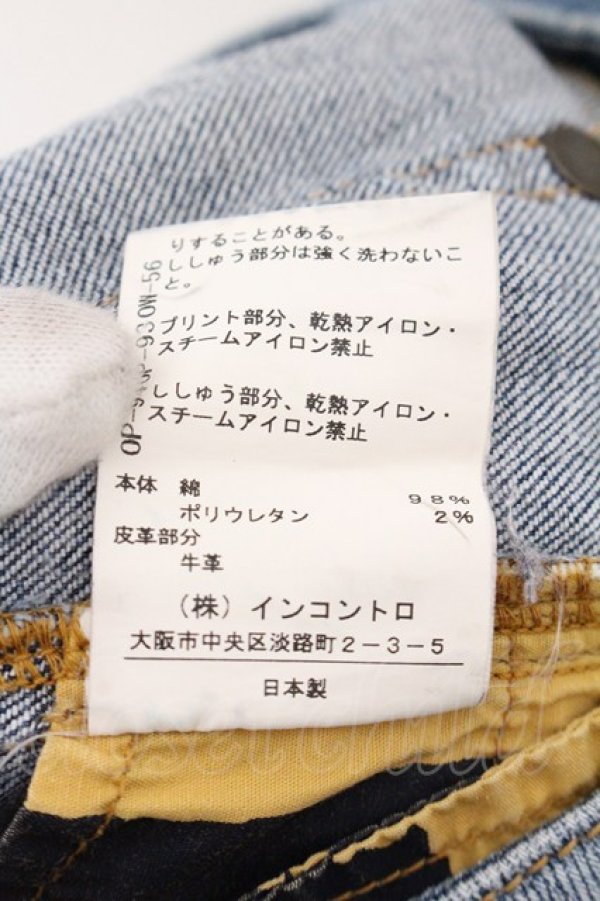 りすることがある。
ししゅう部分は強く洗わないこ
と。
プリント部分、乾熱アイロン・
スチームアイロン禁止
ししゅう部分、乾熱アイロン・
スチームアイロン禁止
本体 綿 98%
ポリウレタン 2%
皮革部分
牛革
(株) インコントロ
大阪市中央区淡路町2-3-5
日本製